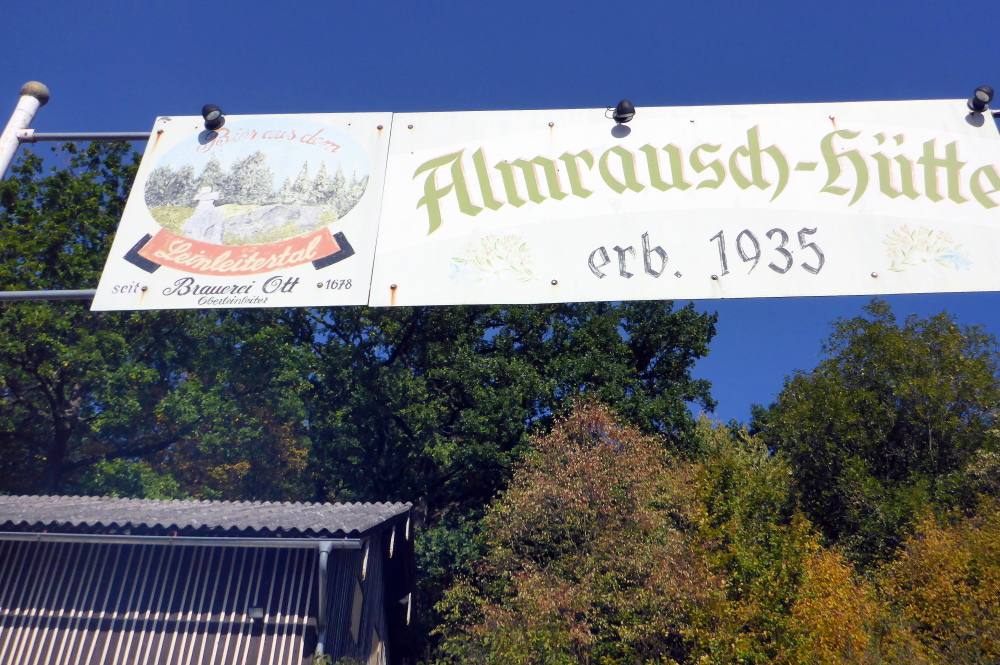 Bier aus dem
Leinleitertal
seit Brauerei Ott 1678
Oberleinleiter
Almrausch-Hütte
erb. 1935